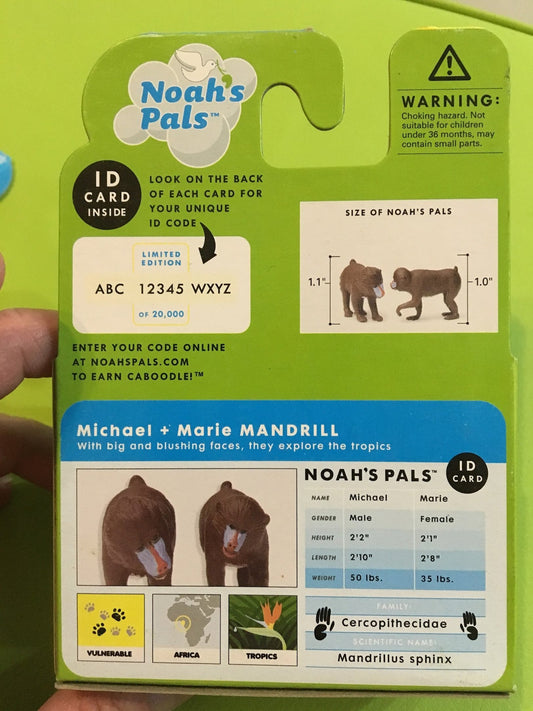 Noah's
Pals™
WARNING:
Choking hazard. Not
suitable for children
under 36 months, may
contain small parts.
ID
CARD
INSIDE
LOOK ON THE BACK
OF EACH CARD FOR
YOUR UNIQUE
ID CODE
LIMITED
EDITION
ABC 12345 WXYZ
OF 20,000
ENTER YOUR CODE ONLINE
AT NOAHSPALS.COM
TO EARN CABOODLE!™
SIZE OF NOAH'S PALS
1.1"
1.0"
Michael + Marie MANDRILL
With big and blushing faces, they explore the tropics
NOAH'S PALS™
ID
CARD
NAME Michael Marie
GENDER Male Female
HEIGHT 2'2" 2'1"
LENGTH 2'10" 2'8"
WEIGHT 50 lbs. 35 lbs.
FAMILY:
Cercopithecidae
SCIENTIFIC NAME:
Mandrillus sphinx
VULNERABLE
AFRICA
TROPICS